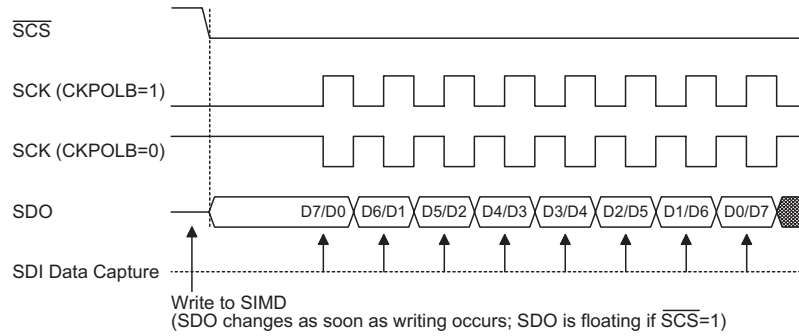 SCS
SCK (CKPOLB=1)
SCK (CKPOLB=0)
SDO D7/D0 D6/D1 D5/D2 D4/D3 D3/D4 D2/D5 D1/D6 D0/D7
SDI Data Capture
Write to SIMD
(SDO changes as soon as writing occurs; SDO is floating if SCS=1)